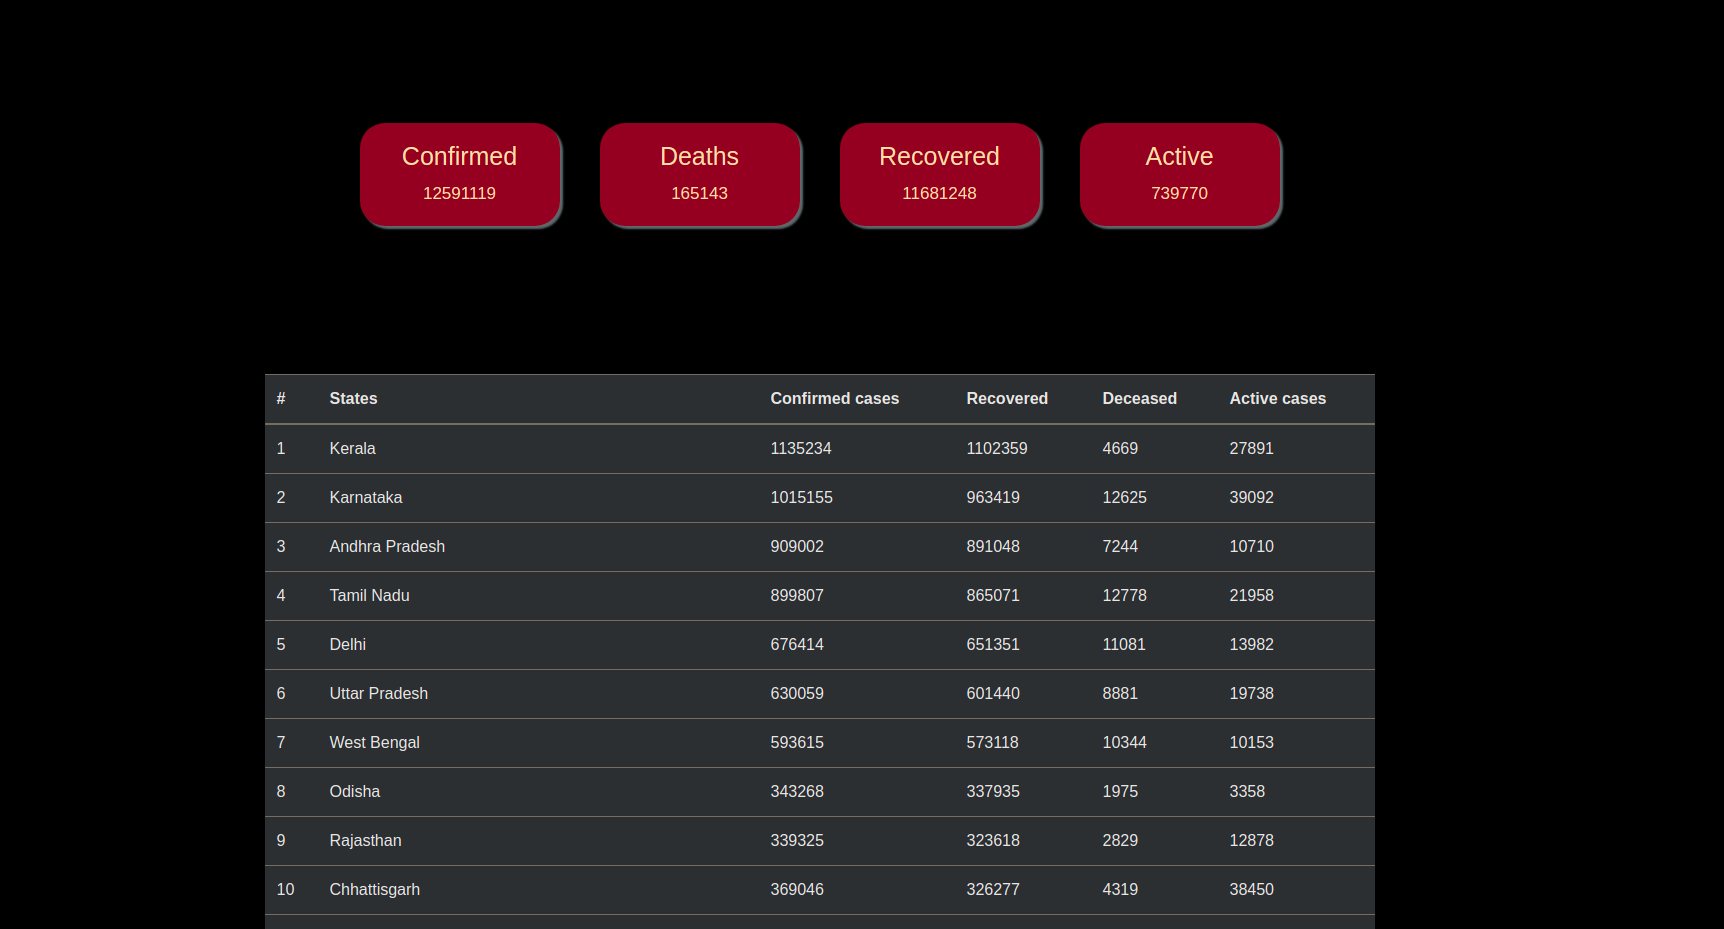 Confirmed Deaths Recovered Active
12591119 165143 11681248 739770
# States Confirmed cases Recovered Deceased Active cases
1 Kerala 1135234 1102359 4669 27891
2 Karnataka 1015155 963419 12625 39092
3 Andhra Pradesh 909002 891048 7244 10710
4 Tamil Nadu 899807 865071 12778 21958
5 Delhi 676414 651351 11081 13982
6 Uttar Pradesh 630059 601440 8881 19738
7 West Bengal 593615 573118 10344 10153
8 Odisha 343268 337935 1975 3358
9 Rajasthan 339325 323618 2829 12878
10 Chhattisgarh 369046 326277 4319 38450